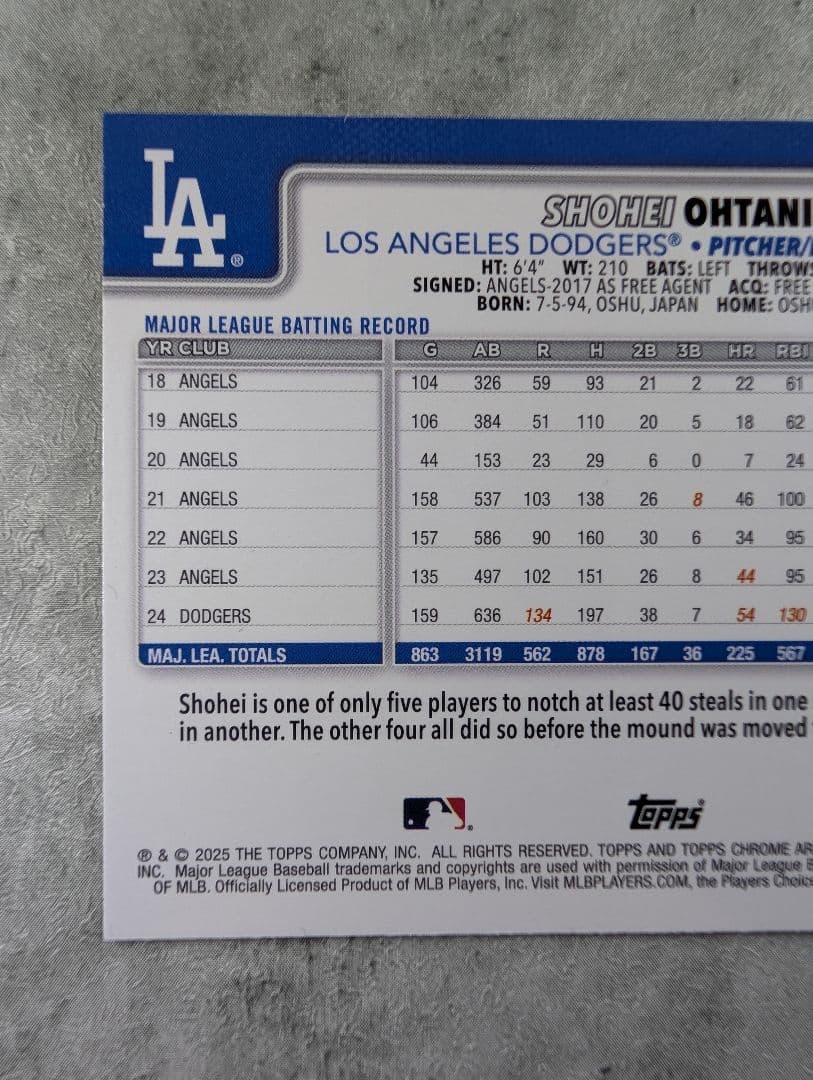 LA®
SHOHEI OHTANI
LOS ANGELES DODGERS® • PITCHER/
HT: 6'4" WT: 210 BATS: LEFT THROWS
SIGNED: ANGELS-2017 AS FREE AGENT ACQ: FREE
BORN: 7-5-94, OSHU, JAPAN HOME: OSH
MAJOR LEAGUE BATTING RECORD
YR CLUB G AB R H 2B 3B HR RBI
18 ANGELS 104 326 59 93 21 2 22 61
19 ANGELS 106 384 51 110 20 5 18 62
20 ANGELS 44 153 23 29 6 0 7 24
21 ANGELS 158 537 103 138 26 8 46 100
22 ANGELS 157 586 90 160 30 6 34 95
23 ANGELS 135 497 102 151 26 8 44 95
24 DODGERS 159 636 134 197 38 7 54 130
MAJ. LEA. TOTALS 863 3119 562 878 167 36 225 567
Shohei is one of only five players to notch at least 40 steals in one
in another. The other four all did so before the mound was moved
Topps
® & © 2025 THE TOPPS COMPANY, INC. ALL RIGHTS RESERVED. TOPPS AND TOPPS CHROME AR
INC. Major League Baseball trademarks and copyrights are used with permission of Major League
OF MLB. Officially Licensed Product of MLB Players, Inc. Visit MLBPLAYERS.COM, the Players Choice